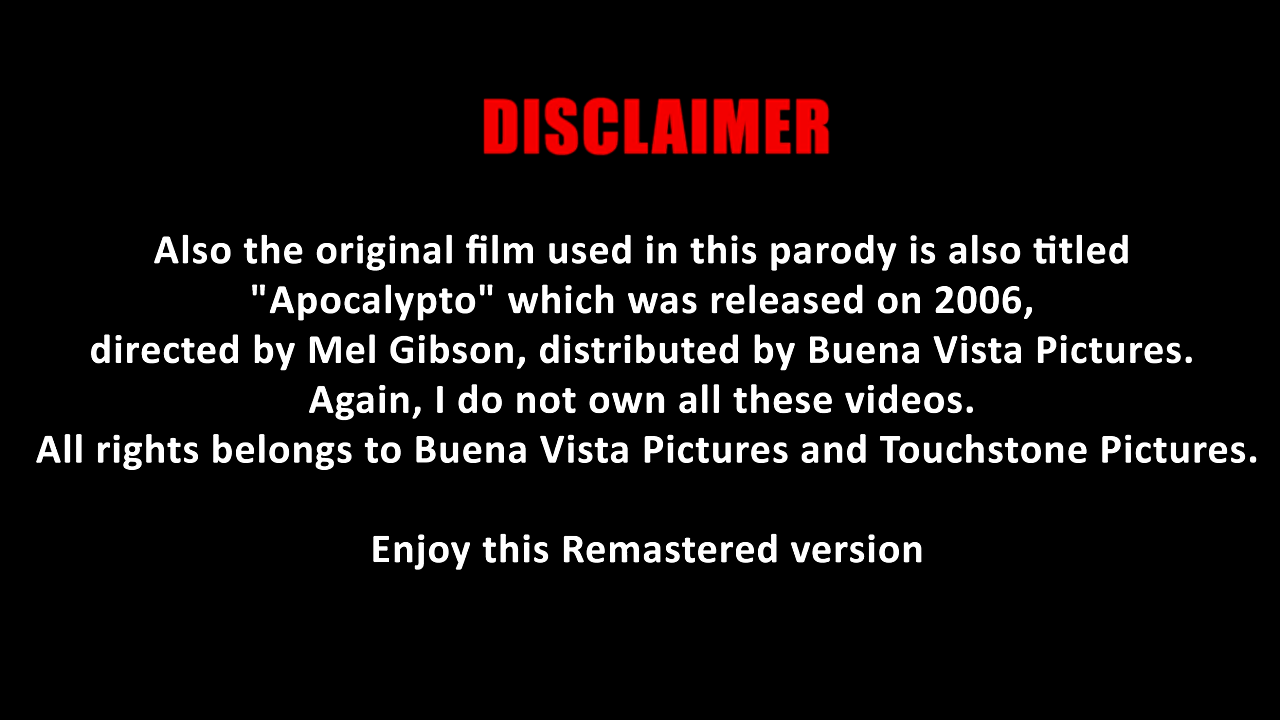 DISCLAIMER
Also the original film used in this parody is also titled
"Apocalypto" which was released on 2006,
directed by Mel Gibson, distributed by Buena Vista Pictures.
Again, I do not own all these videos.
All rights belongs to Buena Vista Pictures and Touchstone Pictures.
Enjoy this Remastered version